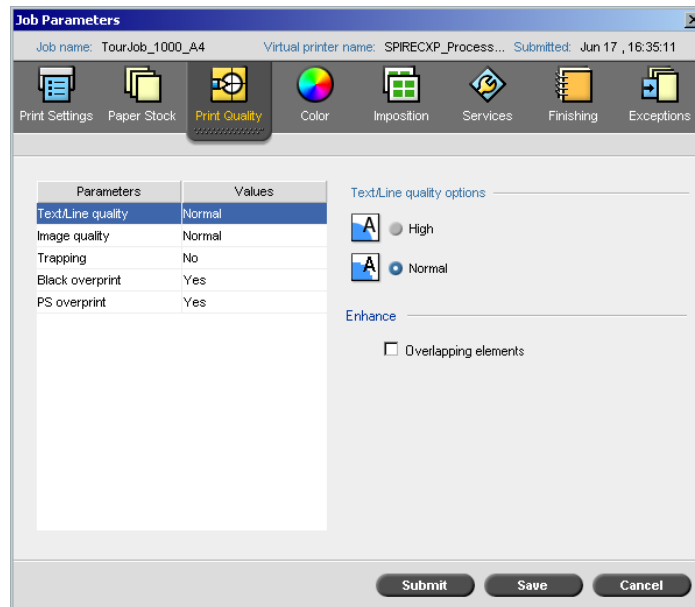 Job Parameters
Job name: TourJob_1000_A4 Virtual printer name: SPIRECXP_Process... Submitted: Jun 17 , 16:35:11
Print Settings Paper Stock Print Quality Color Imposition Services Finishing Exceptions
Parameters Values
Text/Line quality Normal
Image quality Normal
Trapping No
Black overprint Yes
PS overprint Yes
Text/Line quality options
A High
A Normal
Enhance
Overlapping elements
Submit Save Cancel